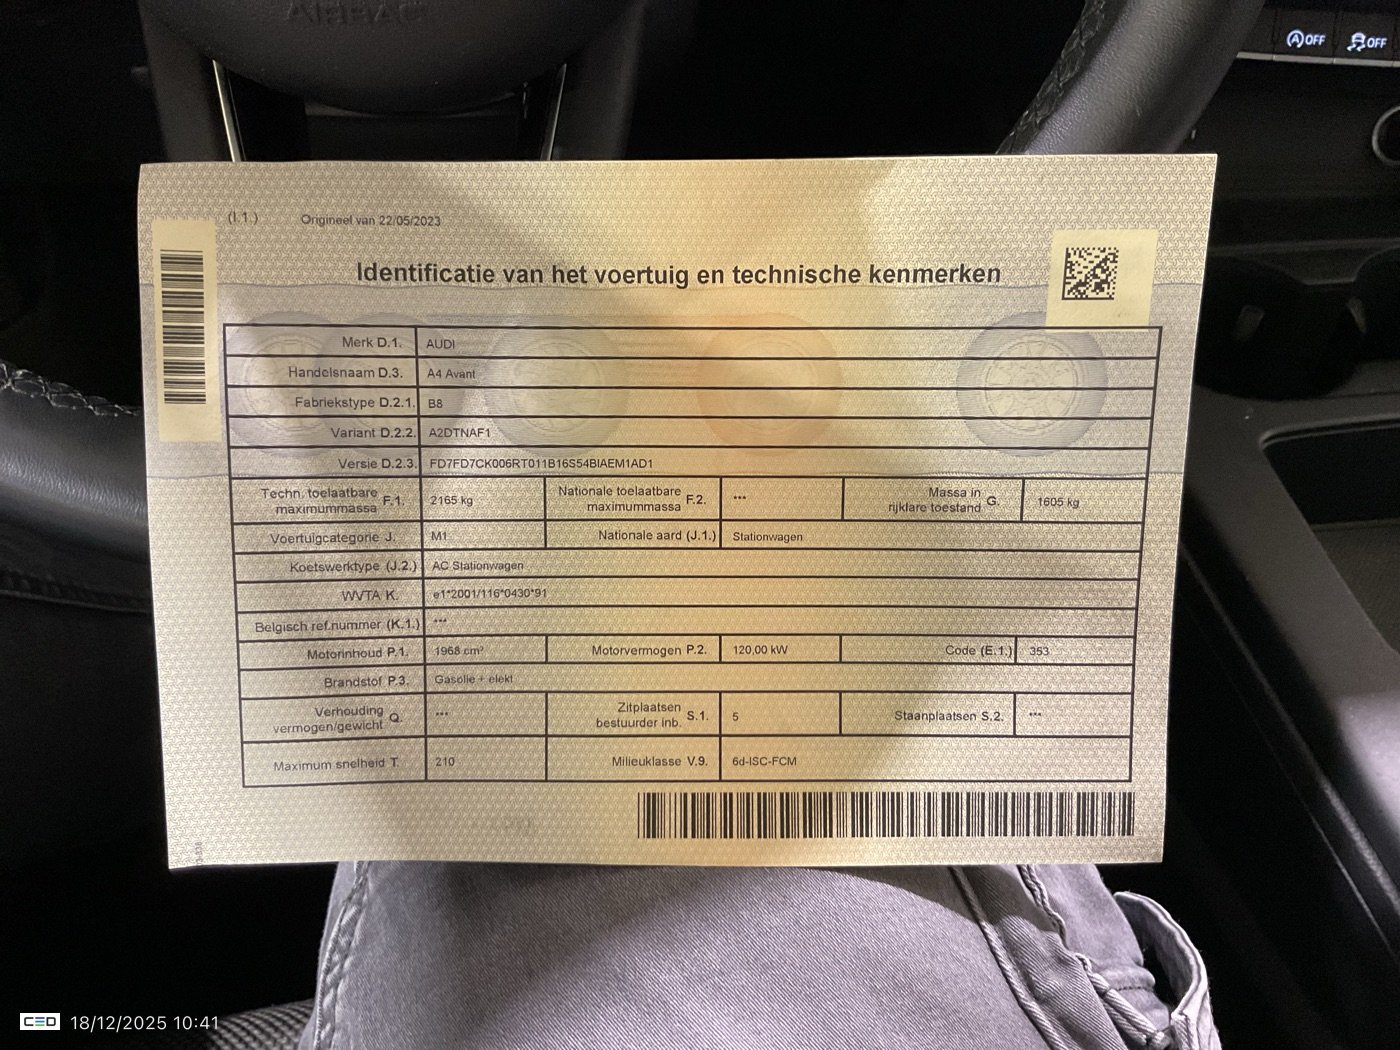 AIRBAG
OFF
OFF
(I.1.) Origineel van 22/05/2023
Identificatie van het voertuig en technische kenmerken
Merk D.1. AUDI
Handelsnaam D.3. A4 Avant
Fabriekstype D.2.1. B8
Variant D.2.2. A2DTNAF1
Versie D.2.3. FD7FD7CK006RT011B16S54BIAEM1AD1
Techn. toelaatbare maximummassa F.1. 2165 kg Nationale toelaatbare maximummassa F.2. *** Massa in rijklare toestand G. 1605 kg
Voertuigcategorie J. M1 Nationale aard (J.1.) Stationwagen
Koetswerktype (J.2.) AC Stationwagen
WVTA K. e1*2001/116*0430*91
Belgisch ref.nummer (K.1.) ***
Motorinhoud P.1. 1968 cm³ Motorvermogen P.2. 120,00 kW Code (E.1.) 353
Brandstof P.3. Gasolie + elekt
Verhouding vermogen/gewicht Q. *** Zitplaatsen bestuurder inb. S.1. 5 Staanplaatsen S.2. ***
Maximum snelheid T. 210 Milieuklasse V.9. 6d-ISC-FCM
CED 18/12/2025 10:41